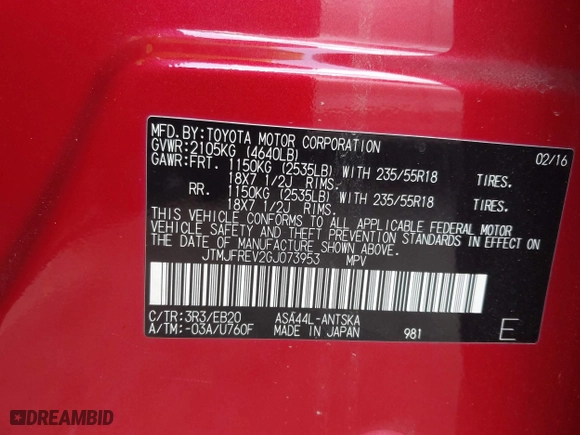 MFD.BY:TOYOTA MOTOR CORPORATION 02/16
GVWR:2105KG (4640LB)
GAWR:FRT. 1150KG (2535LB) WITH 235/55R18 TIRES.
18X7 1/2J RIMS.
RR. 1150KG (2535LB) WITH 235/55R18 TIRES.
18X7 1/2J RIMS.
THIS VEHICLE CONFORMS TO ALL APPLICABLE FEDERAL MOTOR
VEHICLE SAFETY AND THEFT PREVENTION STANDARDS IN EFFECT ON
THE DATE OF MANUFACTURE SHOWN ABOVE.
JTMJFREV2GJ073953 MPV
C/TR:3R3/EB20 ASA44L-ANTSKA
A/TM:-03A/U760F MADE IN JAPAN 981 E
DREAMBID